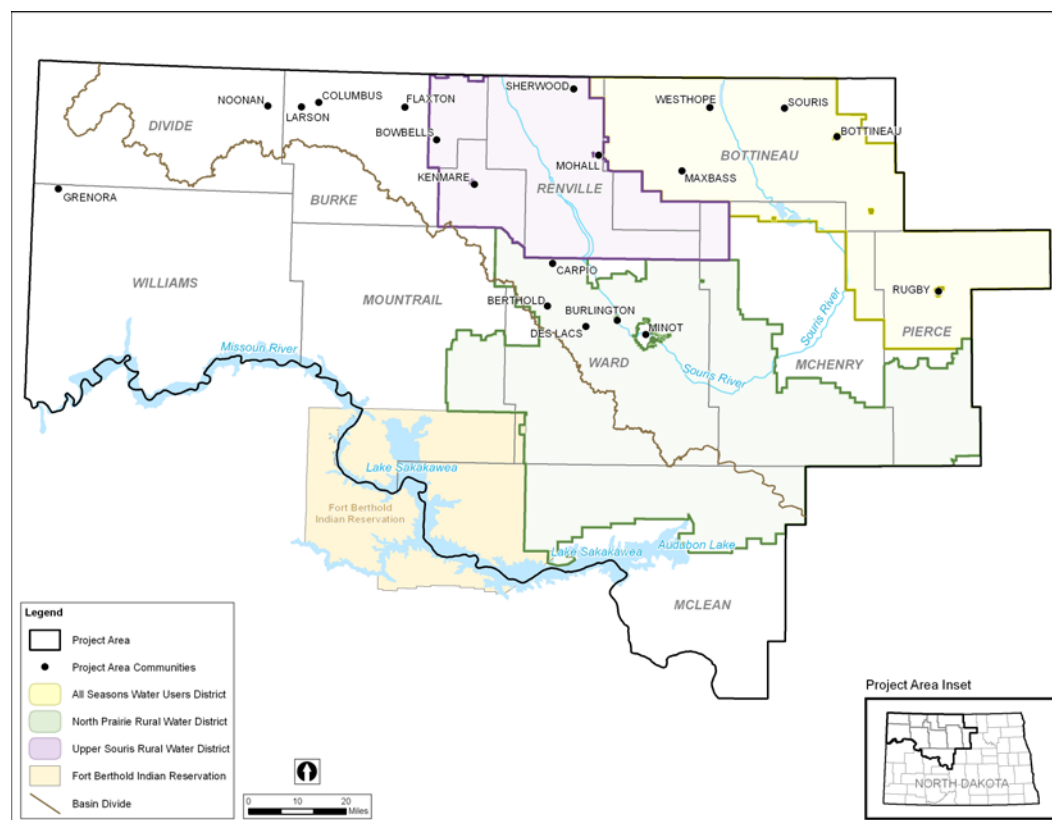 SHERWOOD
NOONAN
COLUMBUS
LARSON
FLAXTON
WESTHOPE
SOURIS
DIVIDE
BOWBELLS
BOTTINEAU
BOTTINEAU
MOHALL
MAXBASS
KENMARE
RENVILLE
GRENORA
BURKE
CARPIO
WILLIAMS
MOUNTRAIL
BERTHOLD
BURLINGTON
DES LACS
MINOT
RUGBY
Souris River
PIERCE
Missouri River
WARD
Souris River
MCHENRY
Lake Sakakawea
Fort Berthold
Indian Reservation
Lake Sakakawea
Audabon Lake
MCLEAN
Legend
Project Area
Project Area Communities
All Seasons Water Users District
North Prairie Rural Water District
Upper Souris Rural Water District
Fort Berthold Indian Reservation
Basin Divide
0 10 20
Miles
Project Area Inset
NORTH DAKOTA